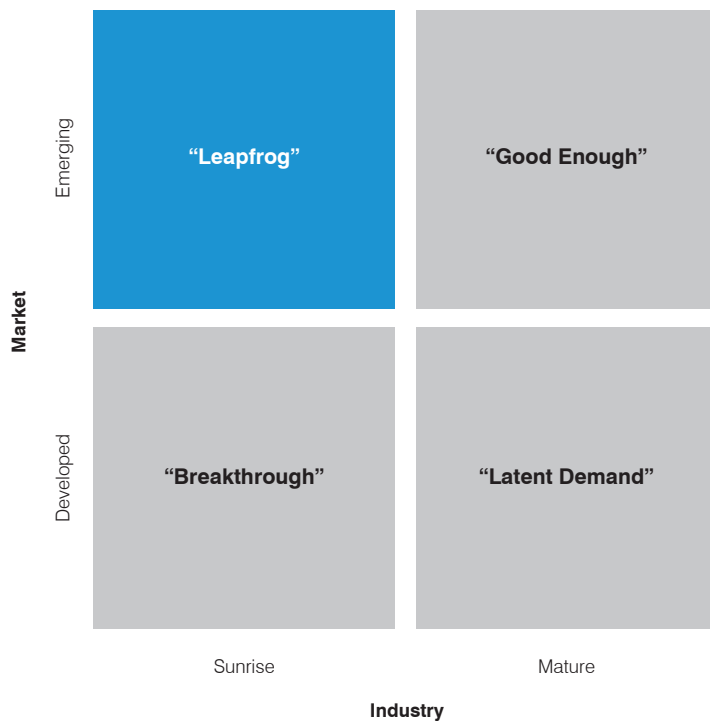 Emerging
“Leapfrog”
“Good Enough”
Market
Developed
“Breakthrough”
“Latent Demand”
Sunrise
Mature
Industry